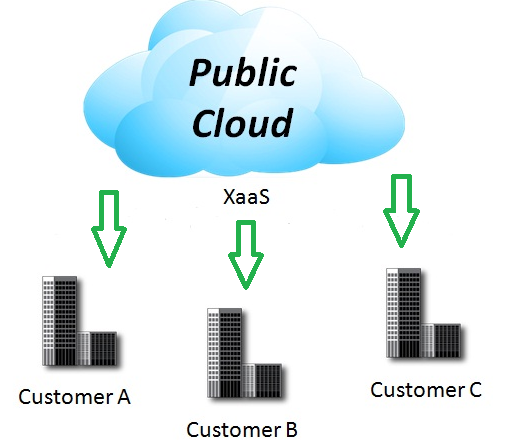 Public
Cloud
XaaS
Customer A
Customer B
Customer C